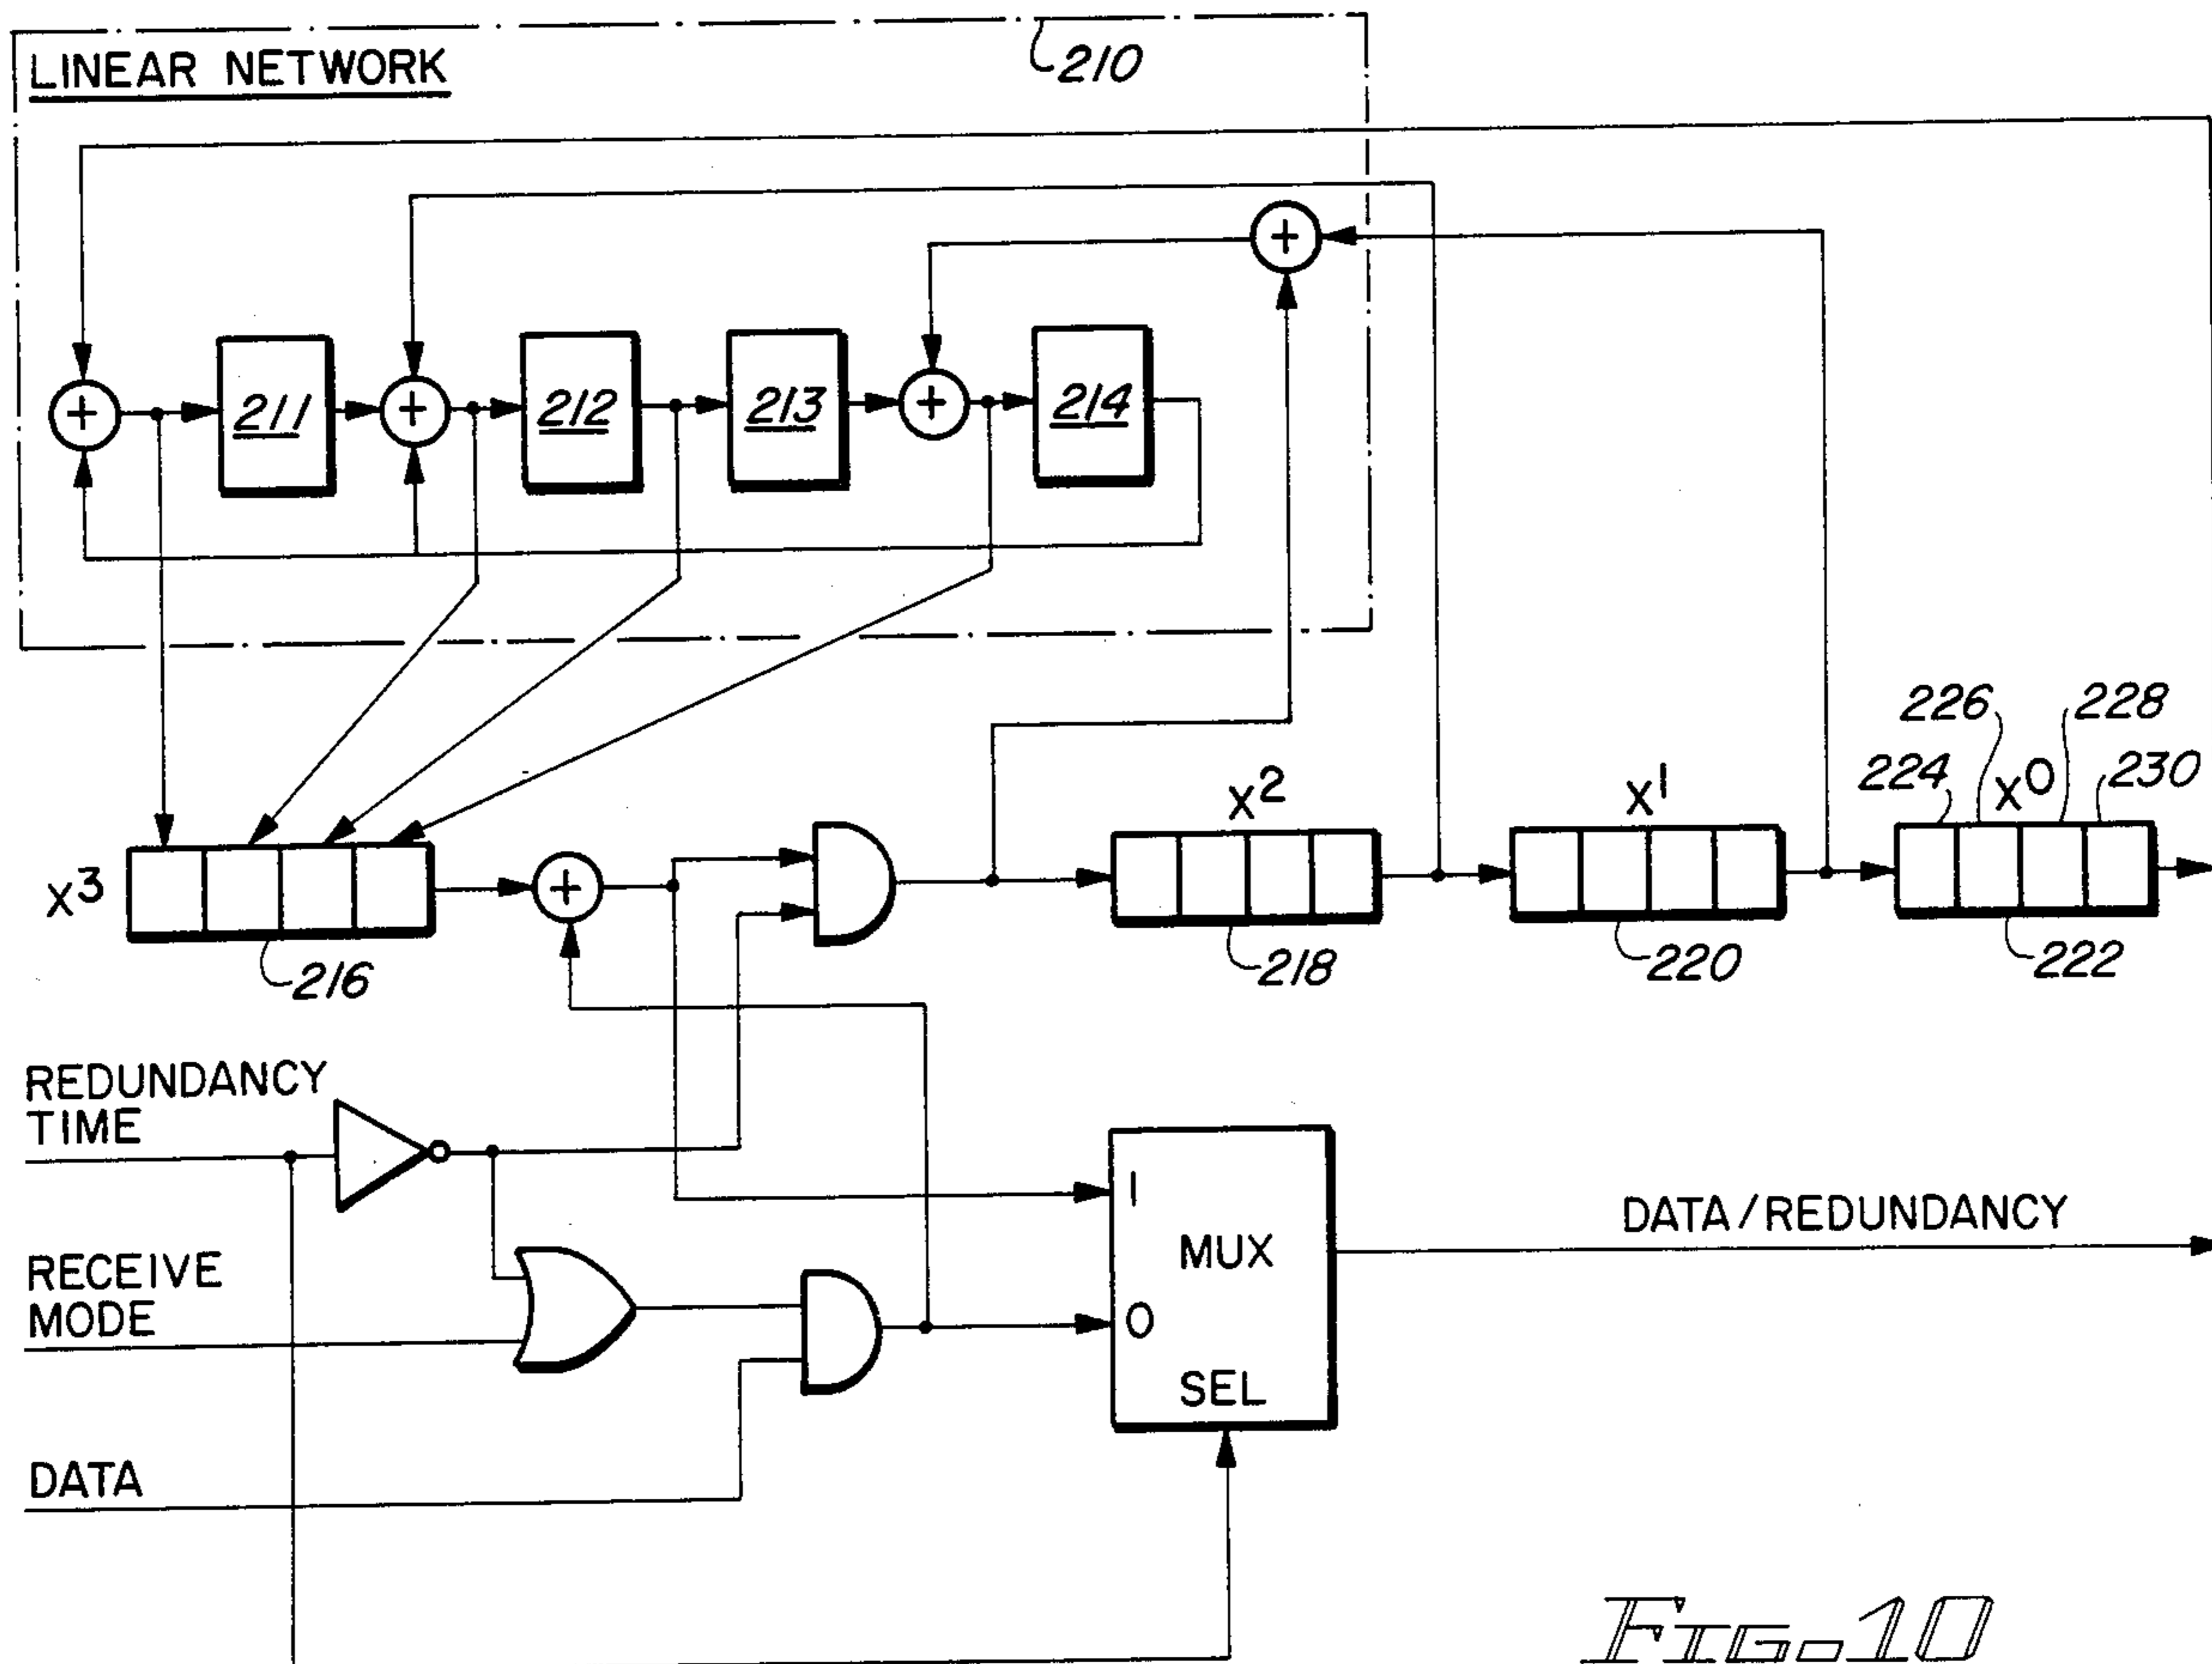 LINEAR NETWORK
210
+
+
+
+
211
212
213
214
226
228
224
X⁰
230
X²
X¹
X³
+
216
218
220
222
REDUNDANCY
TIME
1
MUX
DATA/REDUNDANCY
RECEIVE
MODE
0
SEL
DATA
FIG. 10